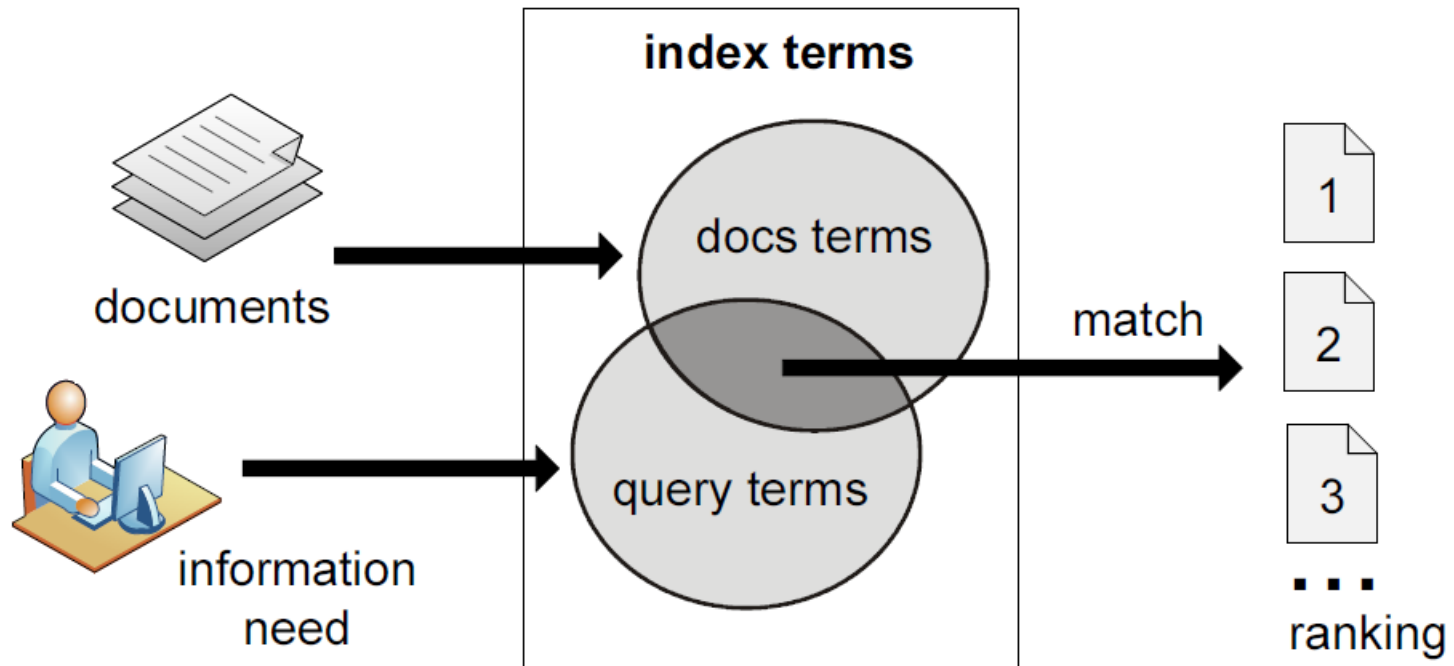 index terms
docs terms
documents
match
query terms
information
need
1
2
3
...
ranking